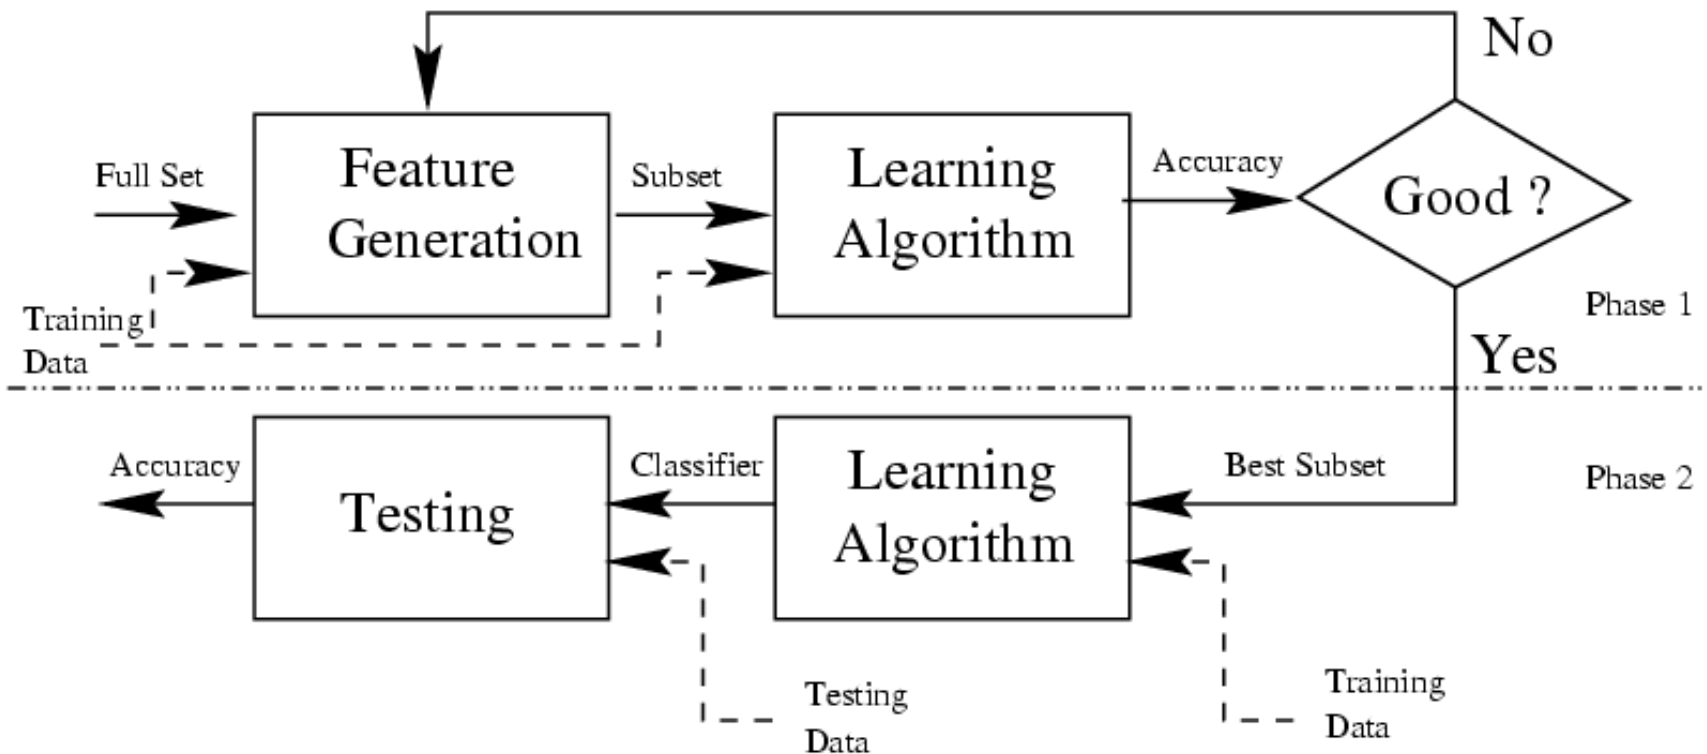 No
Full Set
Feature
Generation
Subset
Learning
Algorithm
Accuracy
Good ?
Training
Data
Phase 1
Yes
Accuracy
Testing
Classifier
Learning
Algorithm
Best Subset
Phase 2
Testing
Data
Training
Data